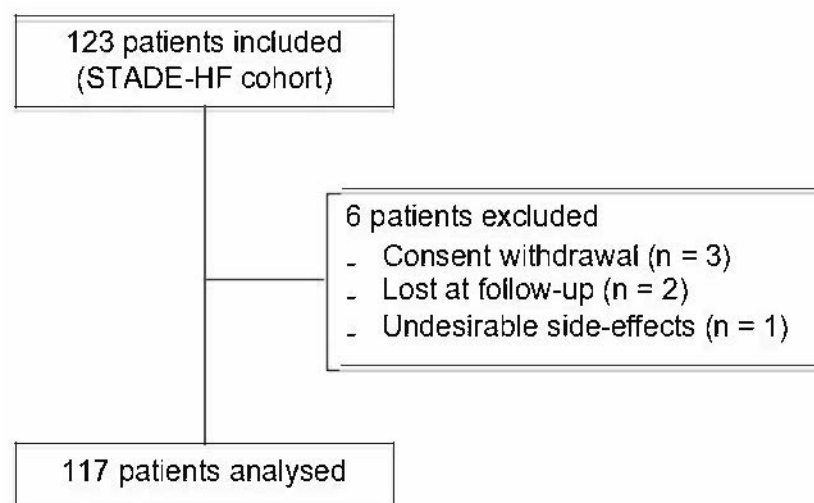 123 patients included
(STADE-HF cohort)
6 patients excluded
- Consent withdrawal (n = 3)
- Lost at follow-up (n = 2)
- Undesirable side-effects (n = 1)
117 patients analysed